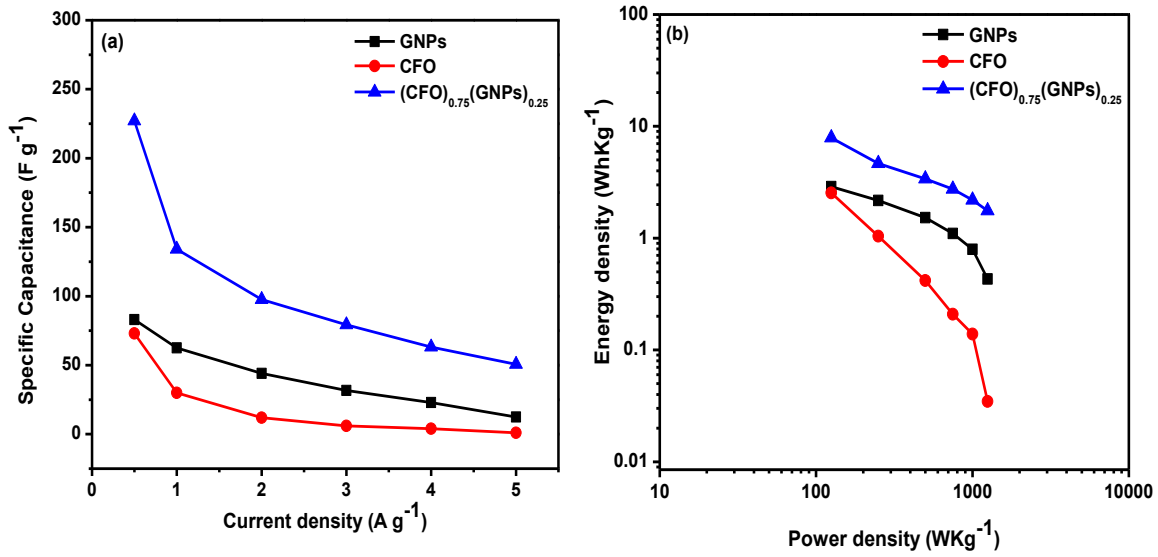 (a)
GNPs
CFO
(CFO)0.75(GNPs)0.25
Specific Capacitance (F g-1)
300
250
200
150
100
50
0
0 1 2 3 4 5
Current density (A g-1)
(b)
GNPs
CFO
(CFO)0.75(GNPs)0.25
Energy density (WhKg-1)
100
10
1
0.1
0.01
10 100 1000 10000
Power density (WKg-1)